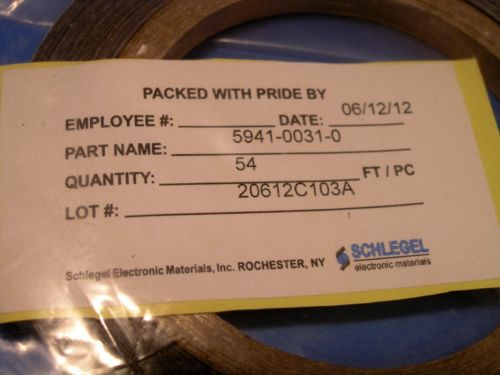 PACKED WITH PRIDE BY
EMPLOYEE #: DATE: 06/12/12
PART NAME: 5941-0031-0
QUANTITY: 54 FT / PC
LOT #: 20612C103A
Schlegel Electronic Materials, Inc. ROCHESTER, NY
SCHLEGEL
electronic materials